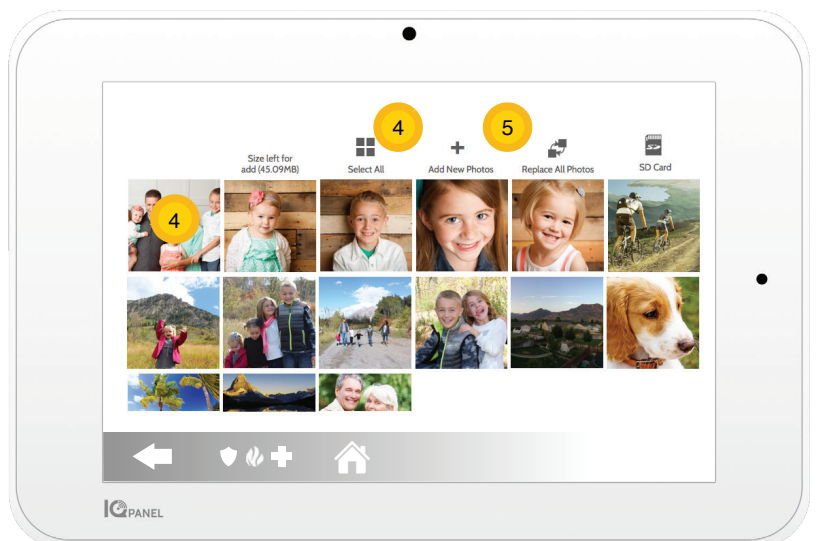 4
5
Size left for
add (45.09MB)
Select All
Add New Photos
Replace All Photos
SD Card
4
IQ PANEL